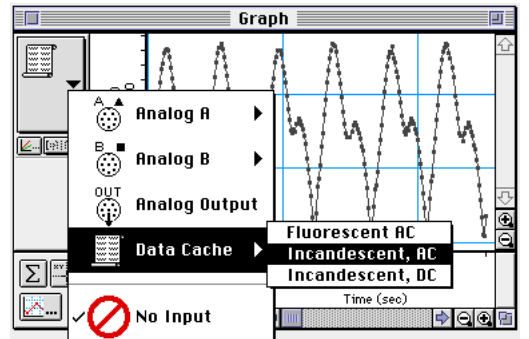 Graph
A
Analog A
B
Analog B
OUT
Analog Output
Data Cache
Fluorescent AC
Incandescent, AC
Incandescent, DC
Time (sec)
No Input